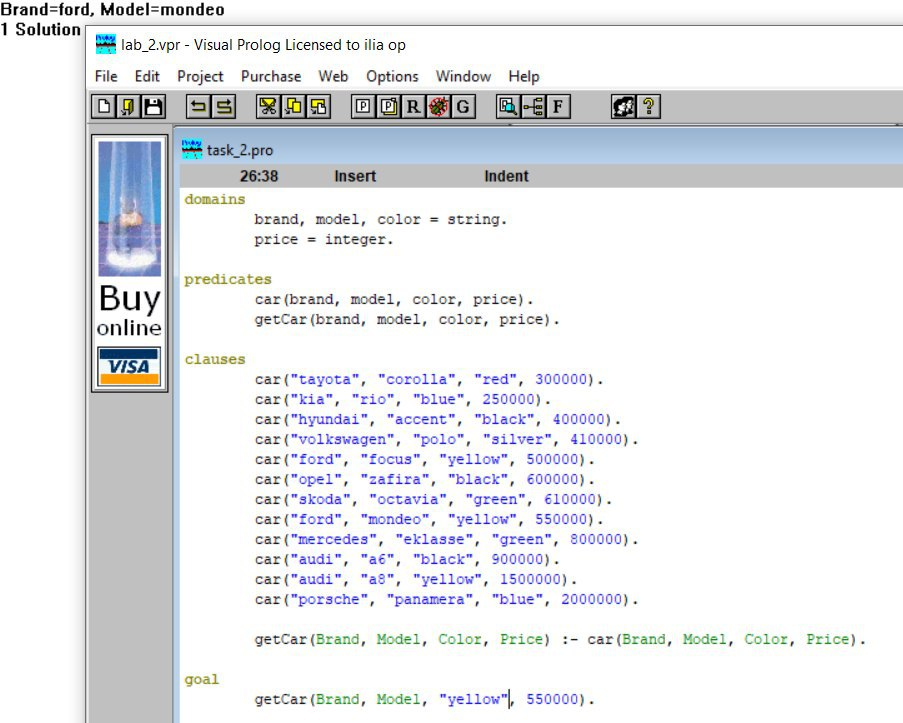 Brand=ford, Model=mondeo
1 Solution
lab_2.vpr - Visual Prolog Licensed to ilia op
File Edit Project Purchase Web Options Window Help
P P R G F ?
task_2.pro
26:38 Insert Indent
Buy
online
VISA
domains
brand, model, color = string.
price = integer.
predicates
car(brand, model, color, price).
getCar(brand, model, color, price).
clauses
car("tayota", "corolla", "red", 300000).
car("kia", "rio", "blue", 250000).
car("hyundai", "accent", "black", 400000).
car("volkswagen", "polo", "silver", 410000).
car("ford", "focus", "yellow", 500000).
car("opel", "zafira", "black", 600000).
car("skoda", "octavia", "green", 610000).
car("ford", "mondeo", "yellow", 550000).
car("mercedes", "eklasse", "green", 800000).
car("audi", "a6", "black", 900000).
car("audi", "a8", "yellow", 1500000).
car("porsche", "panamera", "blue", 2000000).
getCar(Brand, Model, Color, Price) :- car(Brand, Model, Color, Price).
goal
getCar(Brand, Model, "yellow", 550000).